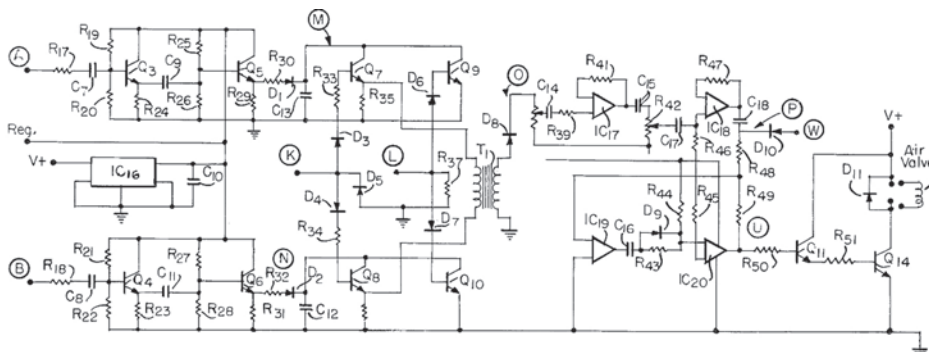 M
R19
R25
R17
A
Q3
C9
Q5
R30
C7
R20
R24
R26
R29
D1
C13
R33
Q7
R35
D6
Q9
O
C14
D8
R39
R41
IC17
C15
R42
C17
R47
IC18
C18
P
W
D10
R46
R48
V+
Air
Valve
D11
Reg.
V+
IC16
C10
D3
K
D5
L
R37
T1
D4
R34
D7
R44
R45
R49
D9
IC19
C16
R43
IC20
U
R50
Q11
R51
Q14
R21
R27
N
B
R18
Q4
C11
Q6
R32
D2
C8
R22
R23
R28
R31
C12
Q8
Q10